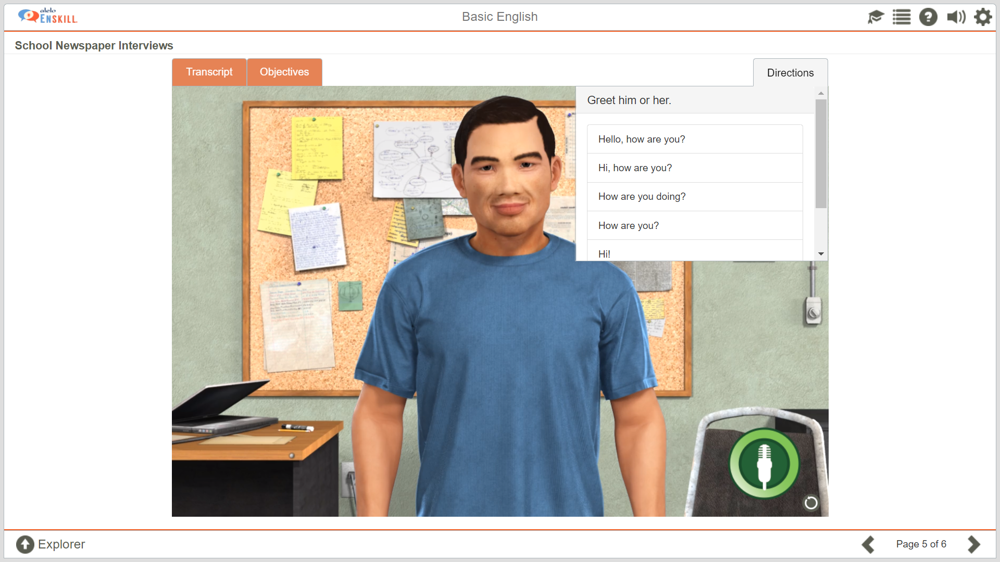 alelo
ENSKILL.
Basic English
School Newspaper Interviews
Transcript
Objectives
Directions
Greet him or her.
Hello, how are you?
Hi, how are you?
How are you doing?
How are you?
Hi!
Explorer
Page 5 of 6